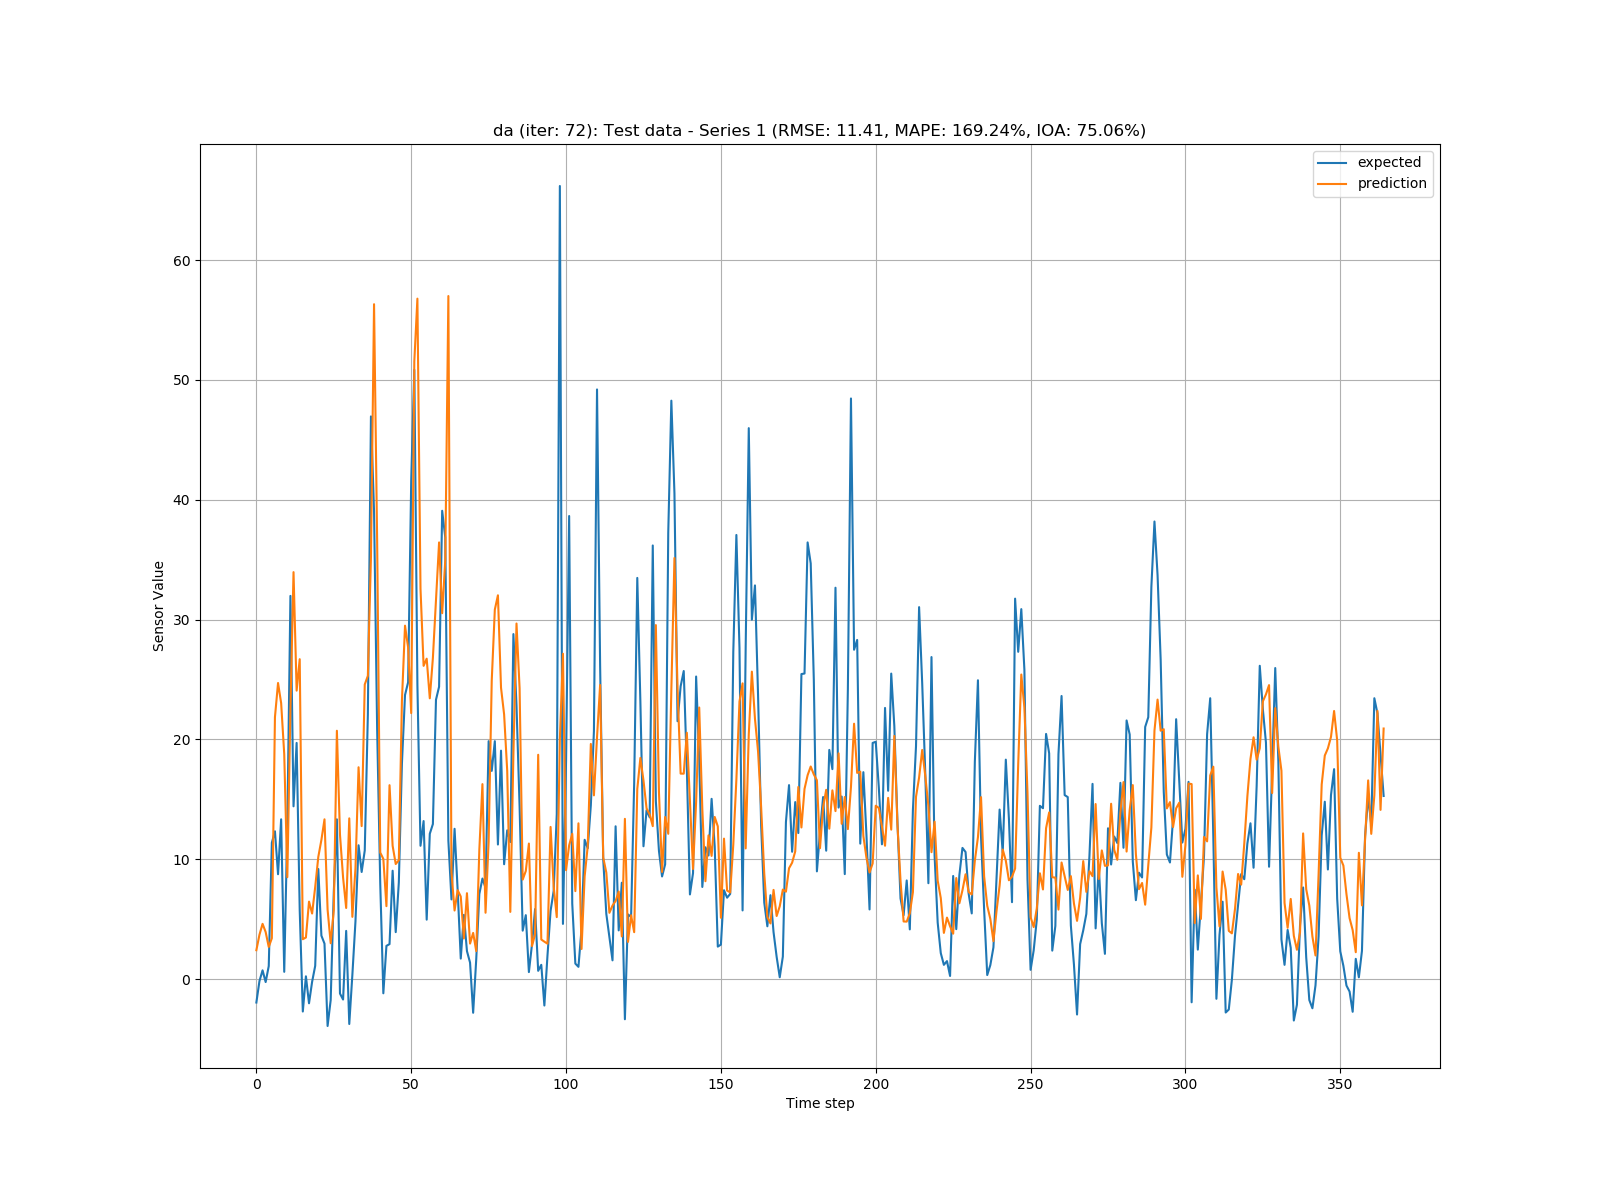 da (iter: 72): Test data - Series 1 (RMSE: 11.41, MAPE: 169.24%, IOA: 75.06%)
expected
prediction
Sensor Value
60
50
40
30
20
10
0
0 50 100 150 200 250 300 350
Time step